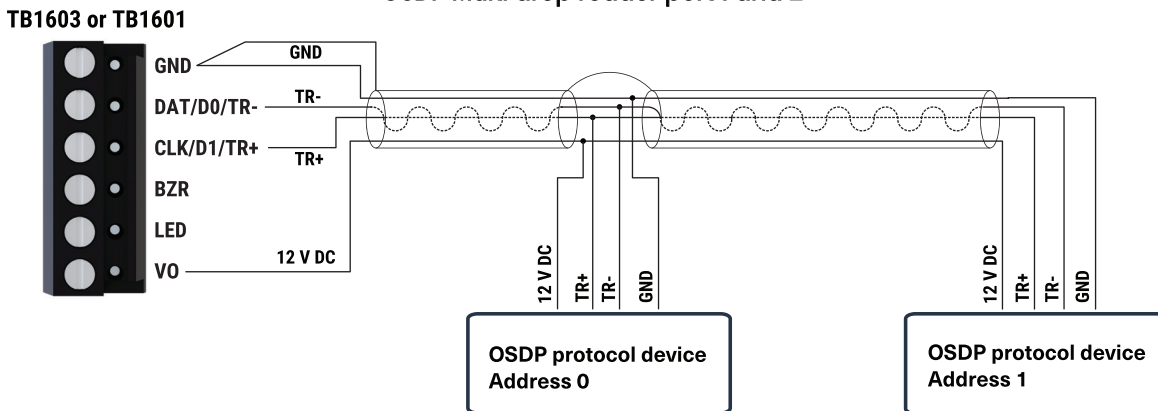 TB1603 or TB1601
GND
GND
DAT/D0/TR-
TR-
CLK/D1/TR+
TR+
BZR
LED
VO
12 V DC
12 V DC
TR+
TR-
GND
12 V DC
TR+
TR-
GND
OSDP protocol device
Address 0
OSDP protocol device
Address 1